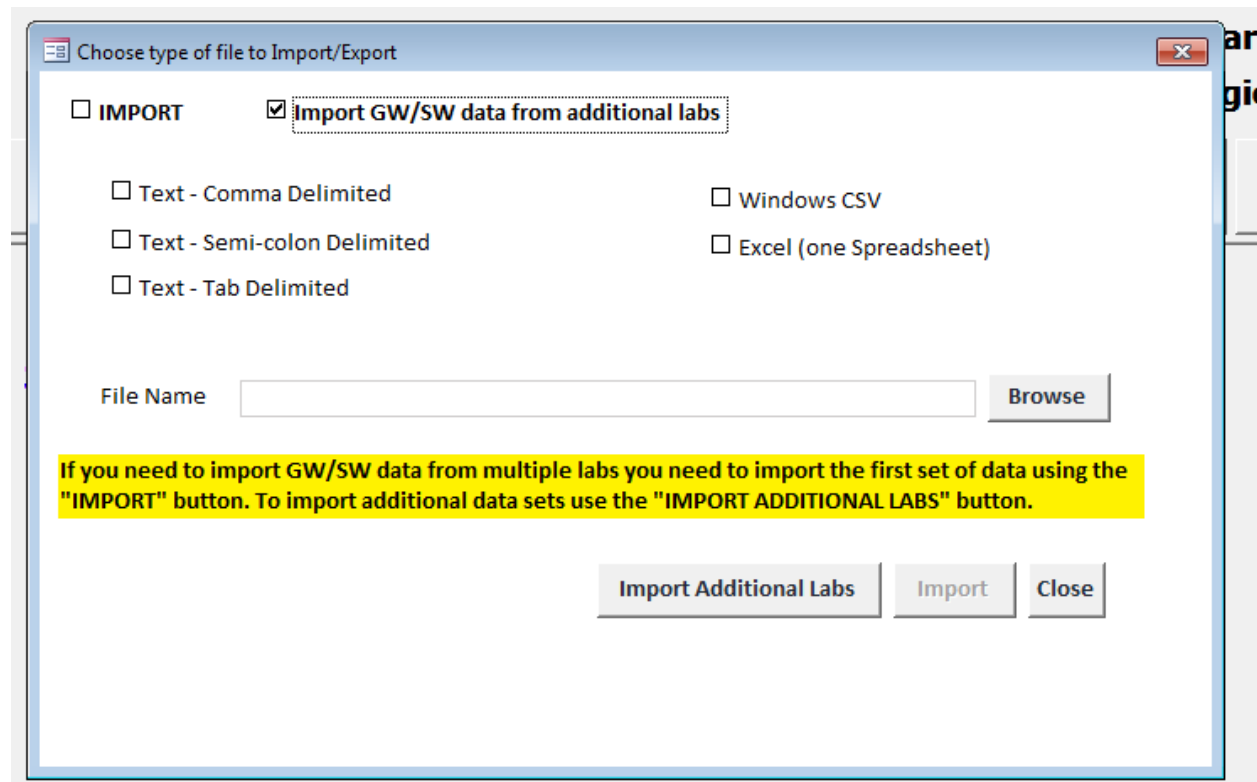 Choose type of file to Import/Export
IMPORT
Import GW/SW data from additional labs
Text - Comma Delimited
Windows CSV
Text - Semi-colon Delimited
Excel (one Spreadsheet)
Text - Tab Delimited
File Name
Browse
If you need to import GW/SW data from multiple labs you need to import the first set of data using the
"IMPORT" button. To import additional data sets use the "IMPORT ADDITIONAL LABS" button.
Import Additional Labs
Import
Close